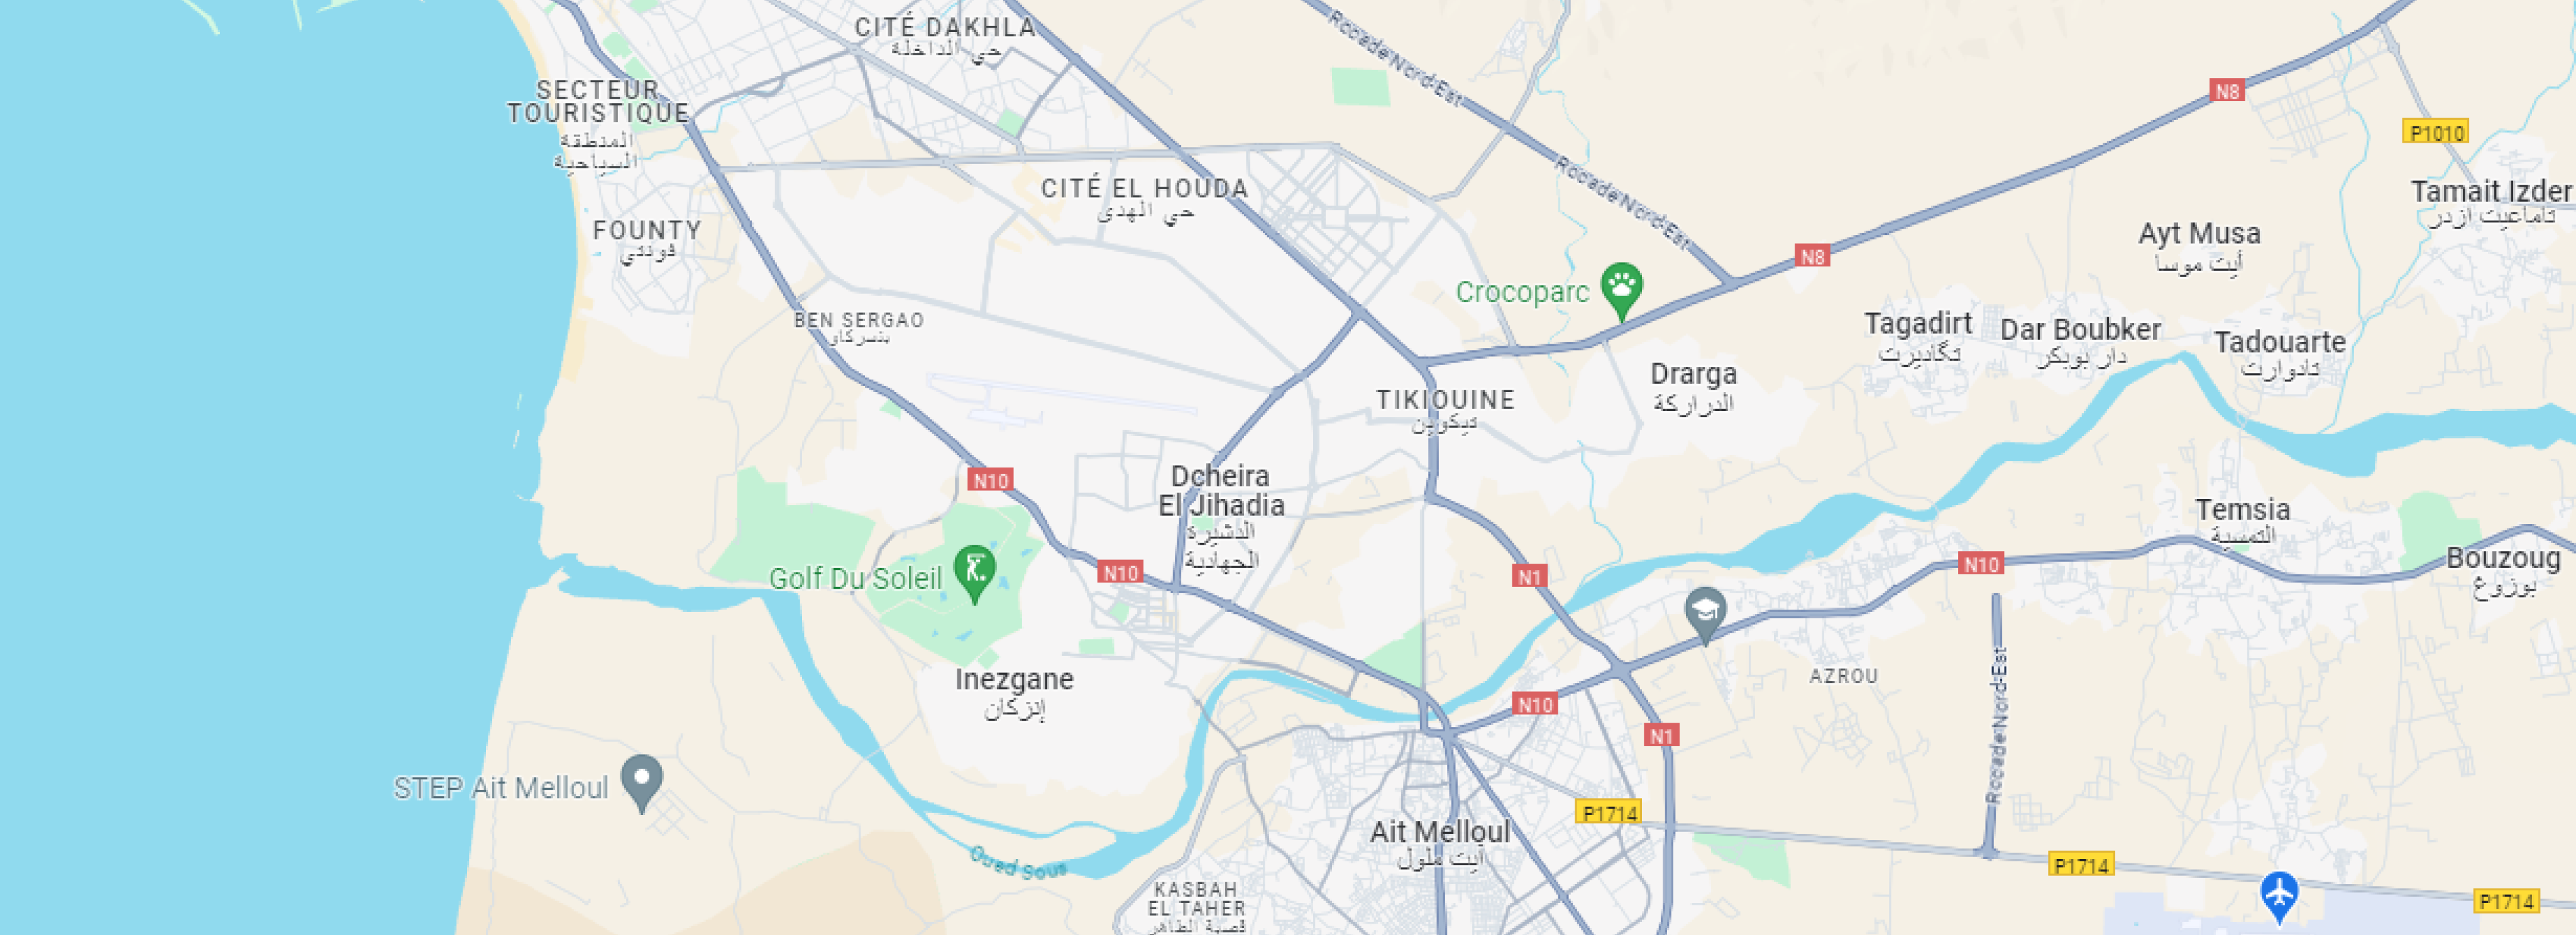 CITÉ DAKHLA
حي الداخلة
Rocade Nord-Est
SECTEUR
TOURISTIQUE
المنطقة
السياحية
N8
P1010
Rocade Nord-Est
CITÉ EL HOUDA
حي الهدى
Tamait Izder
تاماعيت ازدر
FOUNTY
فونتي
Ayt Musa
أيت موسا
N8
Crocoparc
BEN SERGAO
بنسركاو
Tagadirt
تگاديرت
Dar Boubker
دار بوبكر
Tadouarte
تادوارت
Drarga
الدراركة
TIKIOUINE
تيكوين
N10
Dcheira
El Jihadia
الدشيرة
الجهادية
Temsia
التمسية
Bouzoug
بوزوغ
N10
N1
N10
Golf Du Soleil
Inezgane
إنزكان
AZROU
N10
N1
Rocade Nord-Est
STEP Ait Melloul
P1714
Ait Melloul
أيت ملول
Oued Sous
P1714
KASBAH
EL TAHER
قصبة الطاهر
P1714